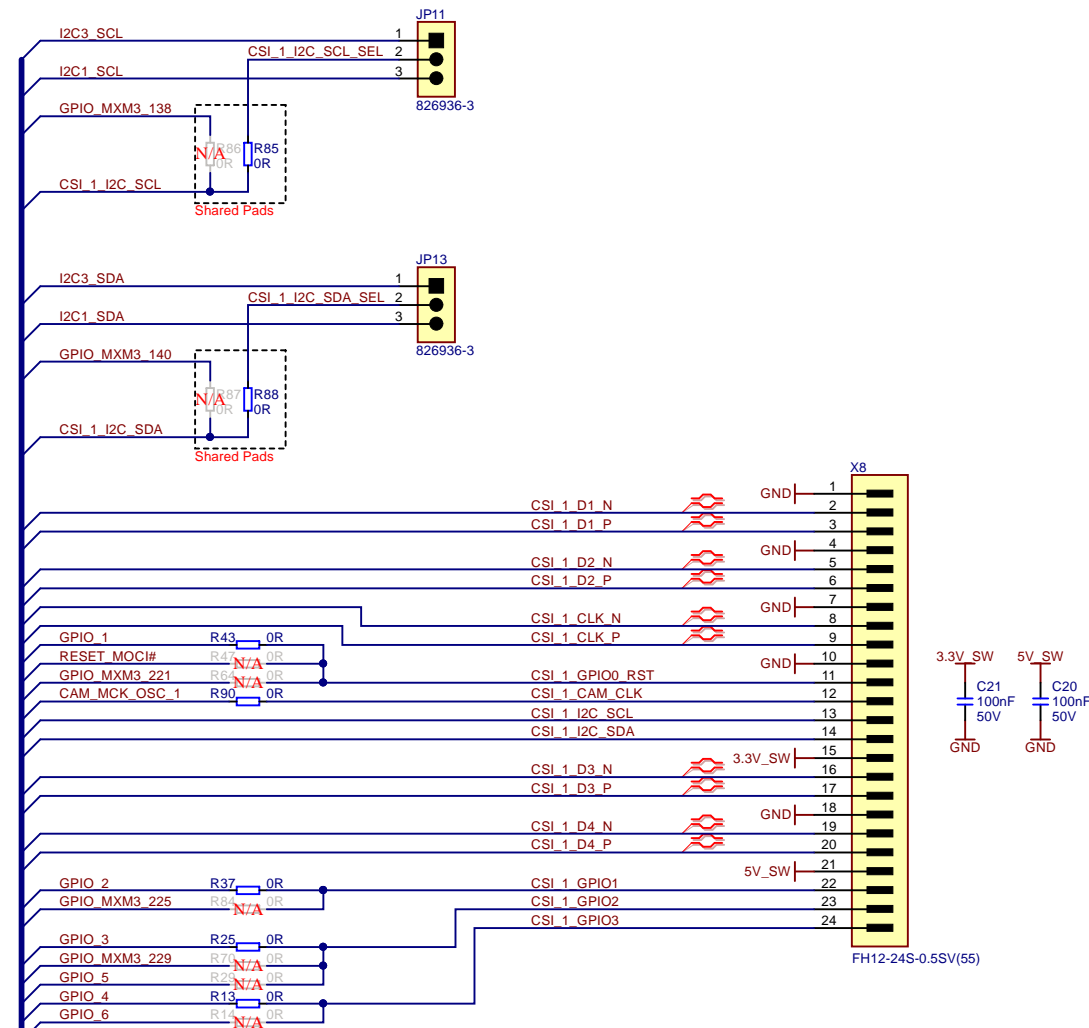 JP11
I2C3_SCL 1
CSI_1_I2C_SCL_SEL 2
I2C1_SCL 3
826936-3
GPIO_MXM3_138
N/A R86 0R
R85 0R
CSI_1_I2C_SCL
Shared Pads
JP13
I2C3_SDA 1
CSI_1_I2C_SDA_SEL 2
I2C1_SDA 3
826936-3
GPIO_MXM3_140
N/A R87 0R
R88 0R
CSI_1_I2C_SDA
Shared Pads
X8
GND 1
CSI_1_D1_N 2
CSI_1_D1_P 3
GND 4
CSI_1_D2_N 5
CSI_1_D2_P 6
GND 7
CSI_1_CLK_N 8
GPIO_1 R43 0R CSI_1_CLK_P 9
RESET_MOCI# R47 N/A 0R GND 10
GPIO_MXM3_221 R64 N/A 0R CSI_1_GPIO0_RST 11
CAM_MCK_OSC_1 R90 0R CSI_1_CAM_CLK 12
CSI_1_I2C_SCL 13
CSI_1_I2C_SDA 14
3.3V_SW 15
CSI_1_D3_N 16
CSI_1_D3_P 17
GND 18
CSI_1_D4_N 19
CSI_1_D4_P 20
5V_SW 21
GPIO_2 R37 0R CSI_1_GPIO1 22
GPIO_MXM3_225 R84 N/A 0R CSI_1_GPIO2 23
CSI_1_GPIO3 24
GPIO_3 R25 0R
GPIO_MXM3_229 R70 N/A 0R
GPIO_5 R29 N/A 0R
GPIO_4 R13 0R
GPIO_6 R14 N/A 0R
FH12-24S-0.5SV(55)
3.3V_SW
C21
100nF
50V
GND
5V_SW
C20
100nF
50V
GND